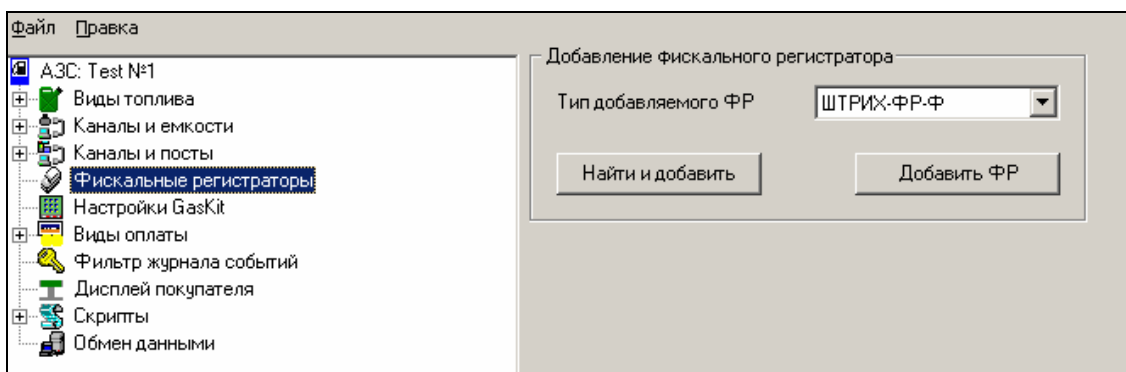 Файл Правка
АЗС: Test №1
Виды топлива
Каналы и емкости
Каналы и посты
Фискальные регистраторы
Настройки GasKit
Виды оплаты
Фильтр журнала событий
Дисплей покупателя
Скрипты
Обмен данными
Добавление фискального регистратора
Тип добавляемого ФР ШТРИХ-ФР-Ф
Найти и добавить Добавить ФР